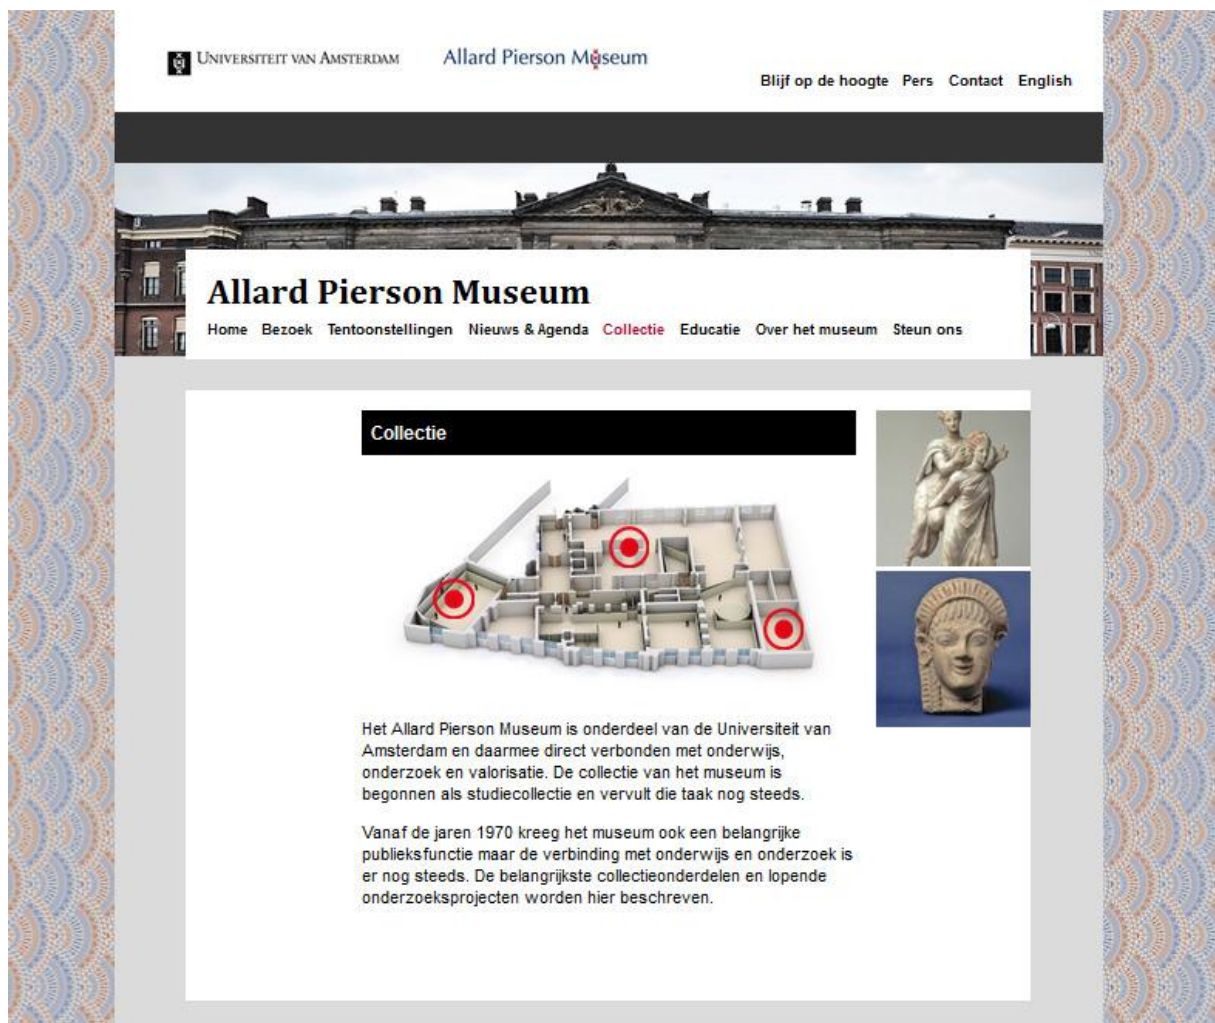 UNIVERSITEIT VAN AMSTERDAM
Allard Pierson Museum
Blijf op de hoogte Pers Contact English
Allard Pierson Museum
Home Bezoek Tentoonstellingen Nieuws & Agenda Collectie Educatie Over het museum Steun ons
Collectie
Het Allard Pierson Museum is onderdeel van de Universiteit van
Amsterdam en daarmee direct verbonden met onderwijs,
onderzoek en valorisatie. De collectie van het museum is
begonnen als studiecollectie en vervult die taak nog steeds.
Vanaf de jaren 1970 kreeg het museum ook een belangrijke
publieksfunctie maar de verbinding met onderwijs en onderzoek is
er nog steeds. De belangrijkste collectieonderdelen en lopende
onderzoeksprojecten worden hier beschreven.